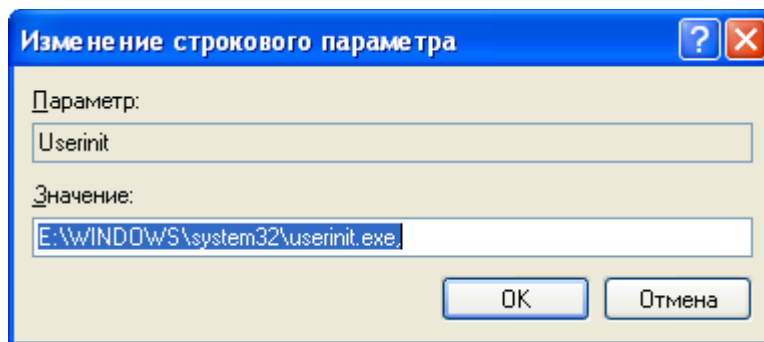 Изменение строкового параметра
Параметр:
Userinit
Значение:
E:\WINDOWS\system32\userinit.exe,
OK
Отмена